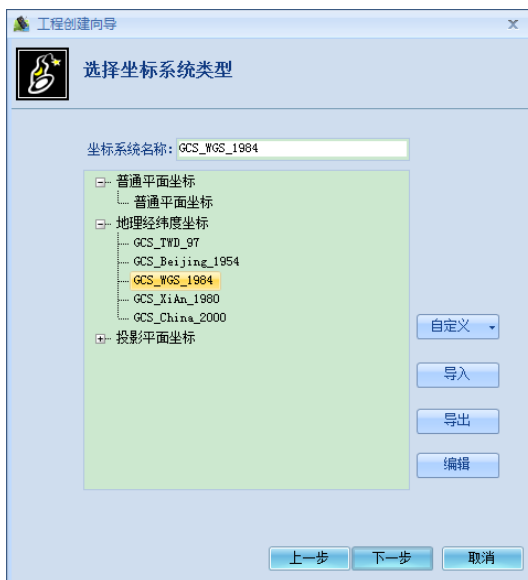 工程创建向导
选择坐标系统类型
坐标系统名称: GCS_WGS_1984
普通平面坐标
普通平面坐标
地理经纬度坐标
GCS_TWD_97
GCS_Beijing_1954
GCS_WGS_1984
GCS_XiAn_1980
GCS_China_2000
投影平面坐标
自定义
导入
导出
编辑
上一步 下一步 取消